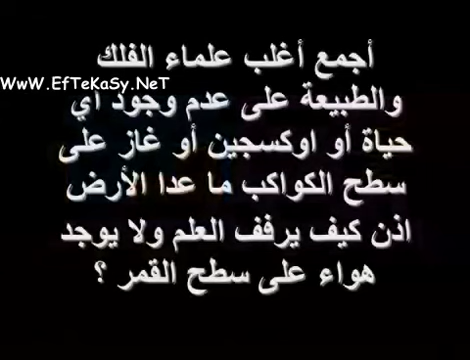 أجمع أغلب علماء الفلك
WwW.EfTeKaSy.NeT
والطبيعة على عدم وجود أي
حياة أو اوكسجين أو غاز على
سطح الكواكب ما عدا الأرض
اذن كيف يرفف العلم ولا يوجد
هواء على سطح القمر ؟